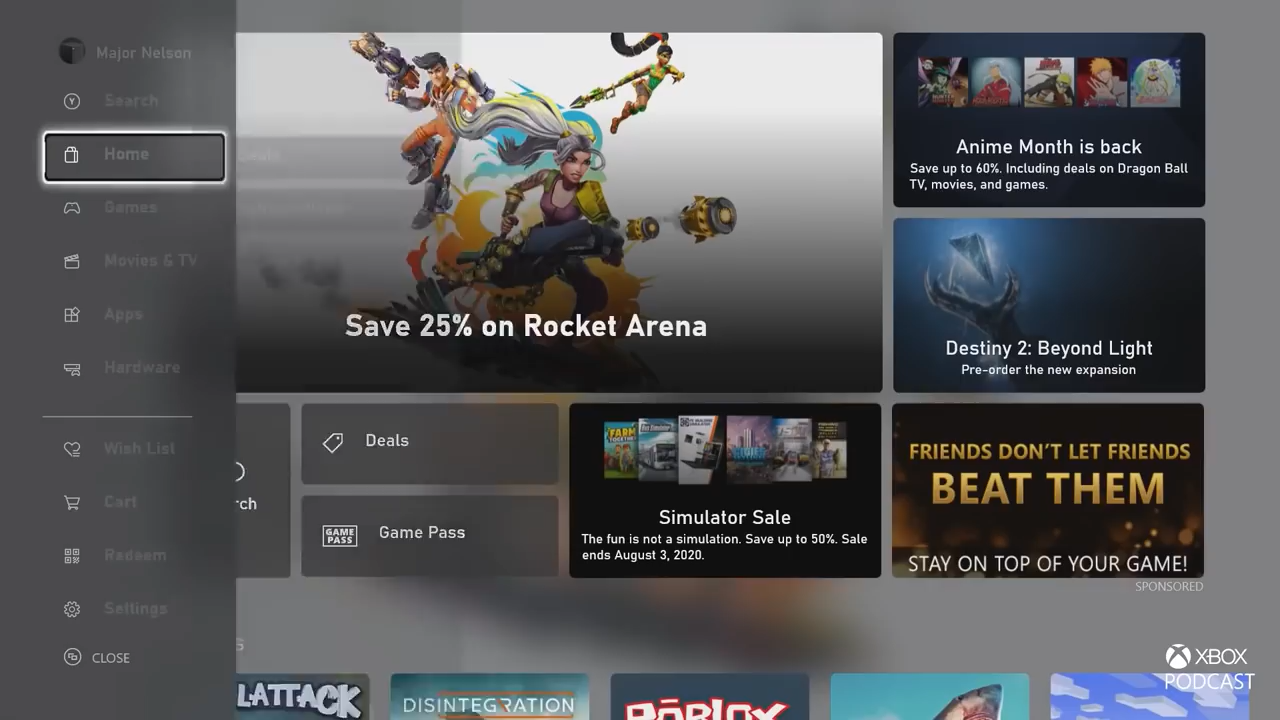 Major Nelson
Search
Home
Games
Movies & TV
Apps
Hardware
Wish List
Cart
Redeem
Settings
CLOSE
Save 25% on Rocket Arena
Anime Month is back
Save up to 60%. Including deals on Dragon Ball
TV, movies, and games.
Destiny 2: Beyond Light
Pre-order the new expansion
rch
Deals
GAME
PASS
Game Pass
Simulator Sale
The fun is not a simulation. Save up to 50%. Sale
ends August 3, 2020.
FRIENDS DON'T LET FRIENDS
BEAT THEM
STAY ON TOP OF YOUR GAME!
SPONSORED
LATTACK
DISINTEGRATION
ROBLOX
XBOX
PODCAST